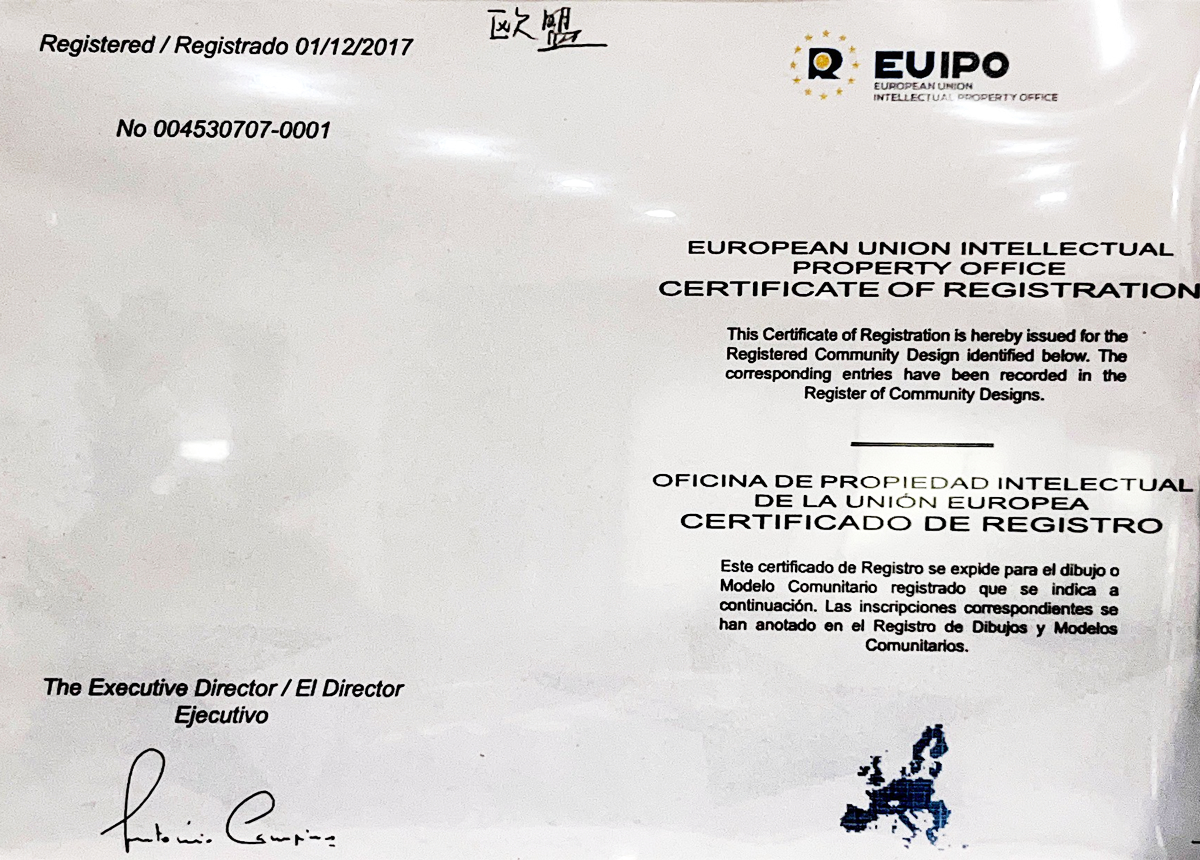 Registered / Registrado 01/12/2017
欧盟
No 004530707-0001
EUIPO
EUROPEAN UNION
INTELLECTUAL PROPERTY OFFICE
EUROPEAN UNION INTELLECTUAL
PROPERTY OFFICE
CERTIFICATE OF REGISTRATION
This Certificate of Registration is hereby issued for the
Registered Community Design identified below. The
corresponding entries have been recorded in the
Register of Community Designs.
OFICINA DE PROPIEDAD INTELECTUAL
DE LA UNIÓN EUROPEA
CERTIFICADO DE REGISTRO
Este certificado de Registro se expide para el dibujo o
Modelo Comunitario registrado que se indica a
continuación. Las inscripciones correspondientes se
han anotado en el Registro de Dibujos y Modelos
Comunitarios.
The Executive Director / El Director
Ejecutivo
António Campinos